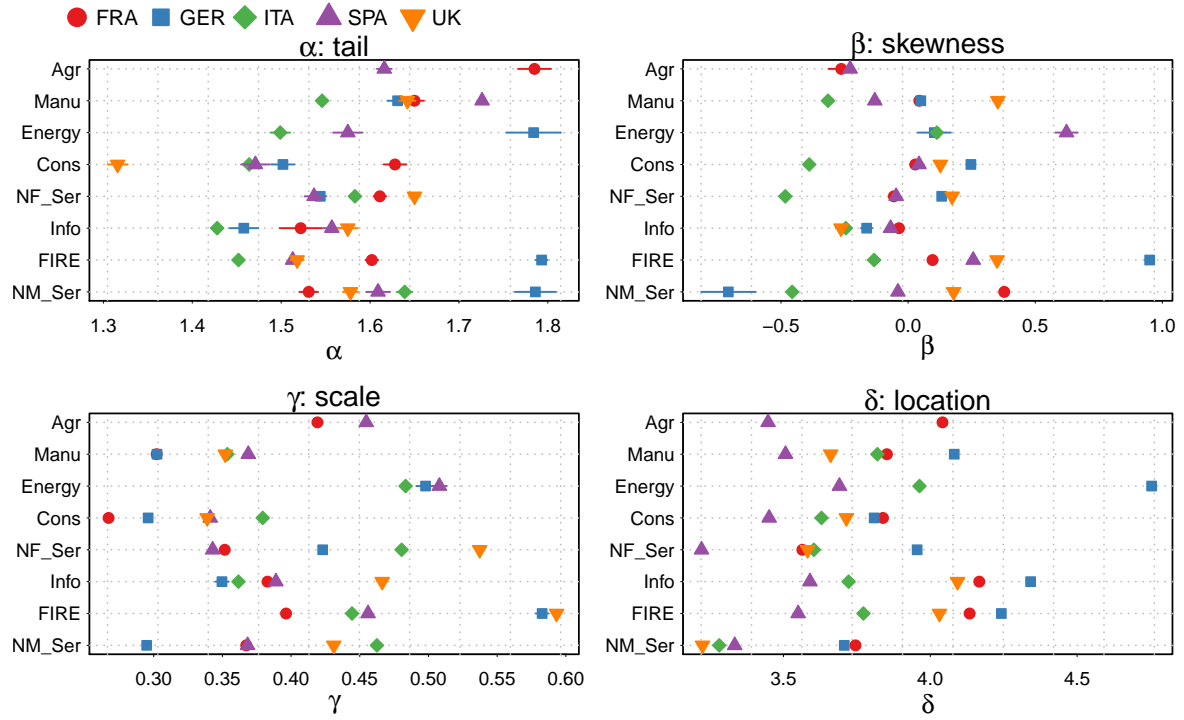 FRA GER ITA SPA UK
α: tail
Agr
Manu
Energy
Cons
NF_Ser
Info
FIRE
NM_Ser
1.3 1.4 1.5 1.6 1.7 1.8
α
β: skewness
Agr
Manu
Energy
Cons
NF_Ser
Info
FIRE
NM_Ser
−0.5 0.0 0.5 1.0
β
γ: scale
Agr
Manu
Energy
Cons
NF_Ser
Info
FIRE
NM_Ser
0.30 0.35 0.40 0.45 0.50 0.55 0.60
γ
δ: location
Agr
Manu
Energy
Cons
NF_Ser
Info
FIRE
NM_Ser
3.5 4.0 4.5
δ